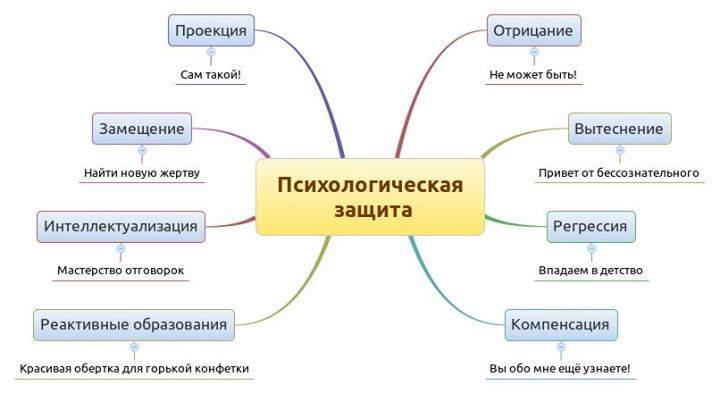 Проекция
Сам такой!
Отрицание
Не может быть!
Замещение
Найти новую жертву
Вытеснение
Привет от бессознательного
Психологическая
защита
Интеллектуализация
Мастерство отговорок
Регрессия
Впадаем в детство
Реактивные образования
Красивая обертка для горькой конфетки
Компенсация
Вы обо мне ещё узнаете!